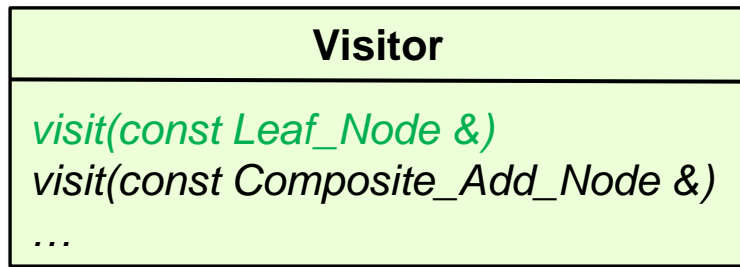 Visitor
visit(const Leaf_Node &)
visit(const Composite_Add_Node &)
…